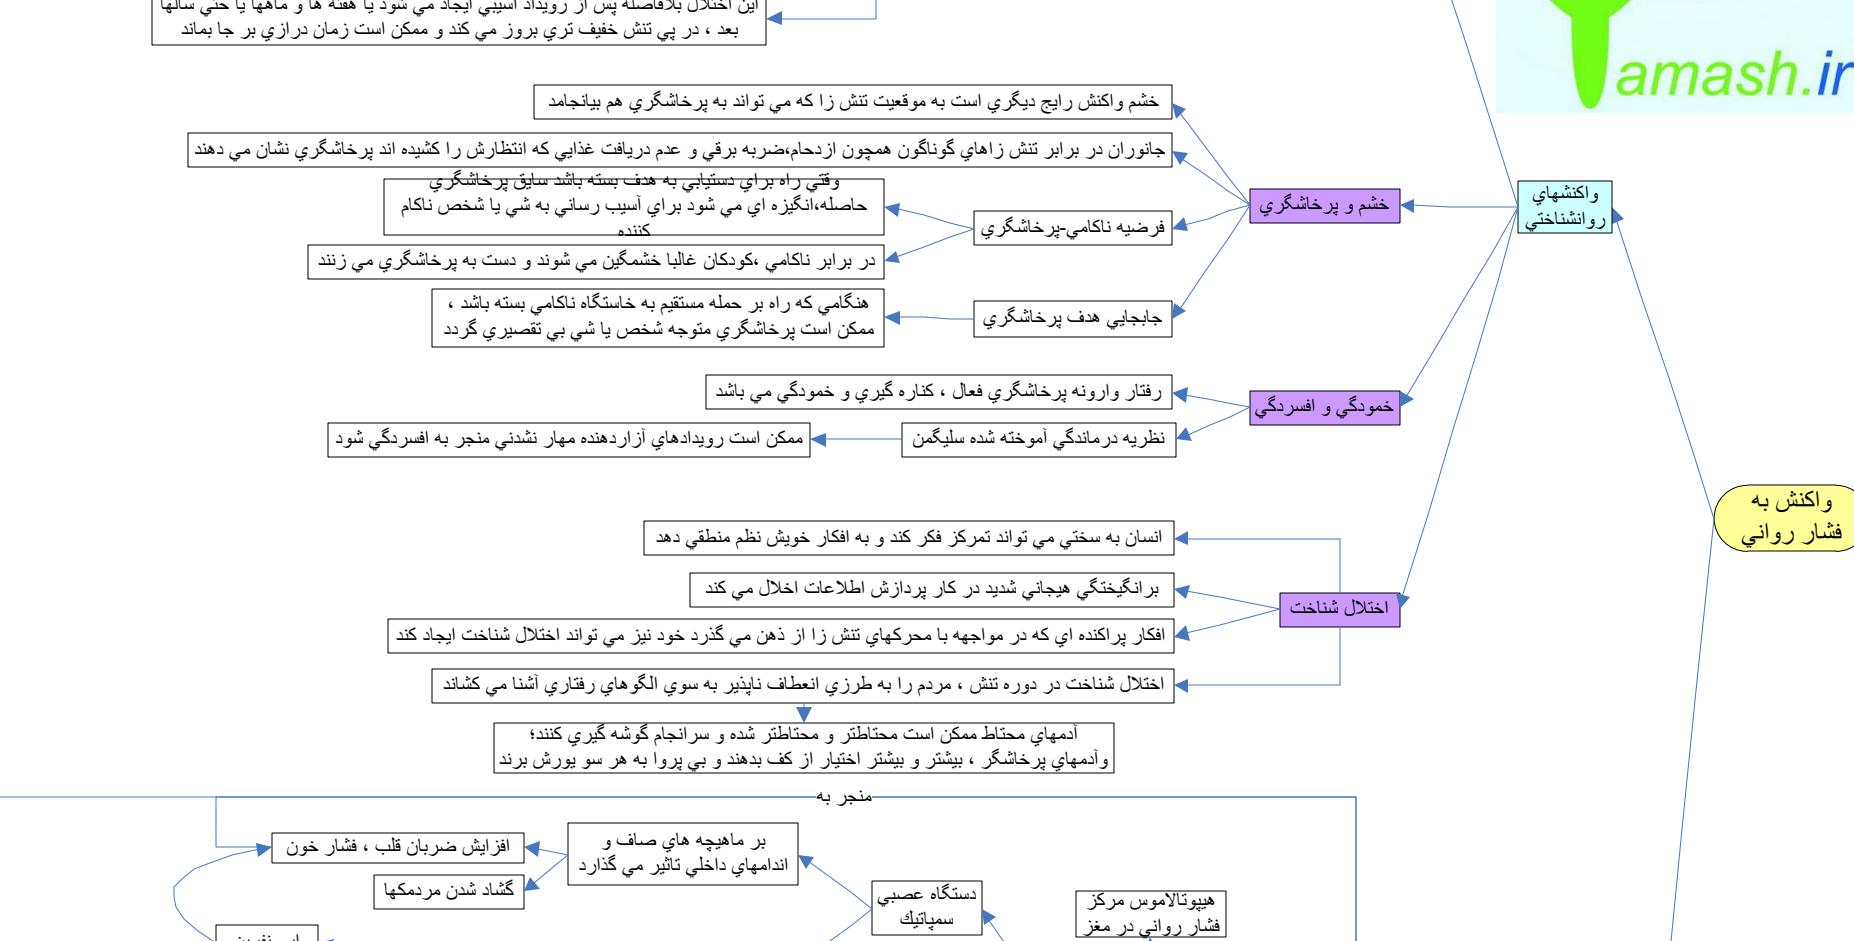 اين اختلال بلافاصله پس از رويداد آسيبي ايجاد مي شود يا هفته ها و ماهها يا حتي سالها
بعد ، در پي تنش خفيف تري بروز مي كند و ممكن است زمان درازي بر جا بماند
amash.ir
واكنش به
فشار رواني
واكنشهاي
روانشناختي
خشم و پرخاشگري
خشم واكنش رايج ديگري است به موقعيت تنش زا كه مي تواند به پرخاشگري هم بيانجامد
جانوران در برابر تنش زاهاي گوناگون همچون ازدحام،ضربه برقي و عدم دريافت غذايي كه انتظارش را كشيده اند پرخاشگري نشان مي دهند
فرضيه ناكامي-پرخاشگري
وقتي راه براي دستيابي به هدف بسته باشد سايق پرخاشگري
حاصله،انگيزه اي مي شود براي آسيب رساني به شي يا شخص ناكام
كننده
در برابر ناكامي ،كودكان غالبا خشمگين مي شوند و دست به پرخاشگري مي زنند
جابجايي هدف پرخاشگري
هنگامي كه راه بر حمله مستقيم به خاستگاه ناكامي بسته باشد ،
ممكن است پرخاشگري متوجه شخص يا شي بي تقصيري گردد
خمودگي و افسردگي
رفتار وارونه پرخاشگري فعال ، كناره گيري و خمودگي مي باشد
نظريه درماندگي آموخته شده سليگمن
ممكن است رويدادهاي آزاردهنده مهار نشدني منجر به افسردگي شود
اختلال شناخت
انسان به سختي مي تواند تمركز فكر كند و به افكار خويش نظم منطقي دهد
برانگيختگي هيجاني شديد در كار پردازش اطلاعات اخلال مي كند
افكار پراكنده اي كه در مواجهه با محركهاي تنش زا از ذهن مي گذرد خود نيز مي تواند اختلال شناخت ايجاد كند
اختلال شناخت در دوره تنش ، مردم را به طرزي انعطاف ناپذير به سوي الگوهاي رفتاري آشنا مي كشاند
آدمهاي محتاط ممكن است محتاطتر و محتاطتر شده و سرانجام گوشه گيري كنند؛
وآدمهاي پرخاشگر ، بيشتر و بيشتر اختيار از كف بدهند و بي پروا به هر سو يورش برند
منجر به
بر ماهيچه هاي صاف و
اندامهاي داخلي تاثير مي گذارد
افزايش ضربان قلب ، فشار خون
گشاد شدن مردمكها
دستگاه عصبي
سمپاتيك
هيپوتالاموس مركز
فشار رواني در مغز